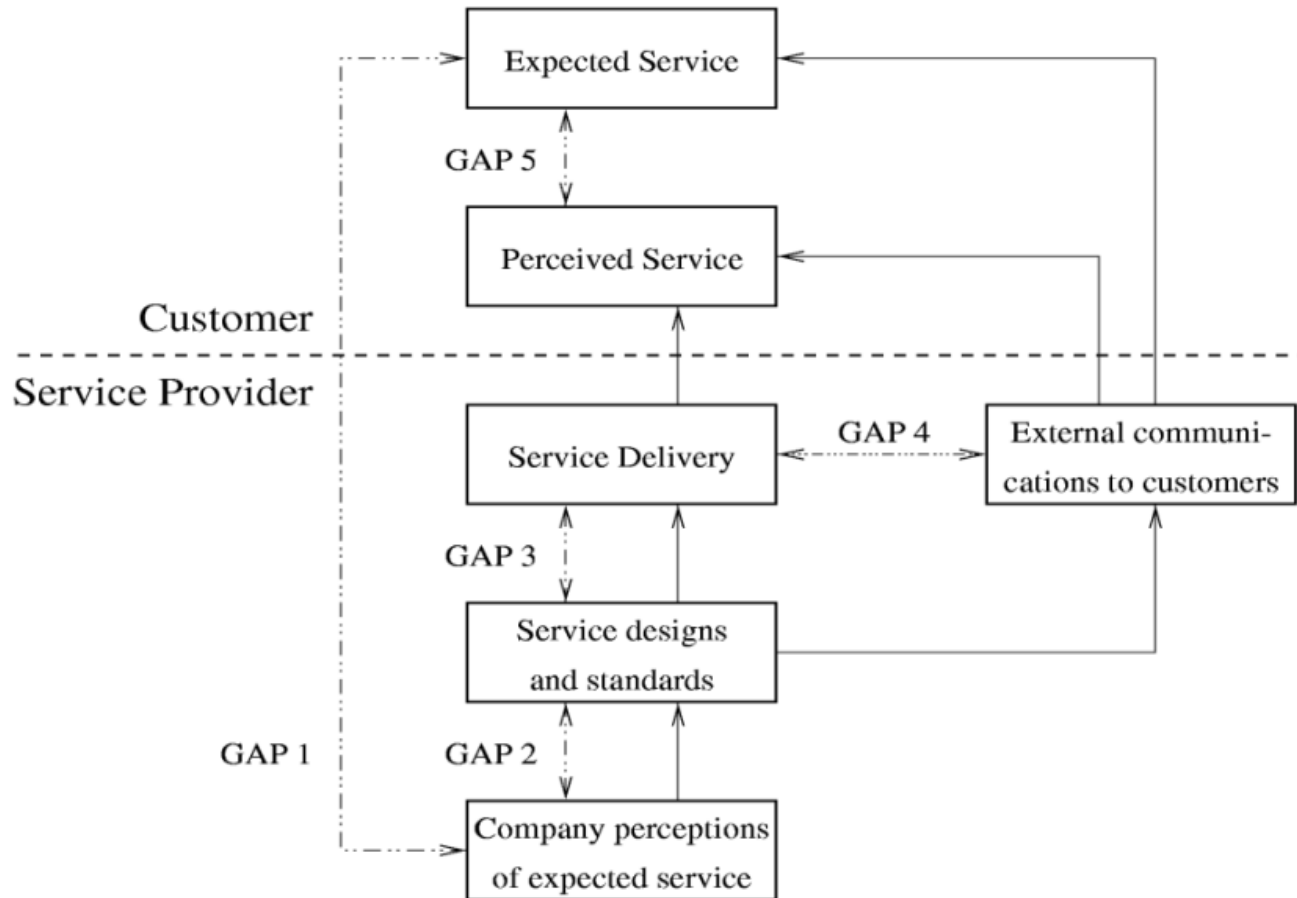 Expected Service
GAP 5
Perceived Service
Customer
Service Provider
Service Delivery
GAP 4
External communi-
cations to customers
GAP 3
Service designs
and standards
GAP 1
GAP 2
Company perceptions
of expected service